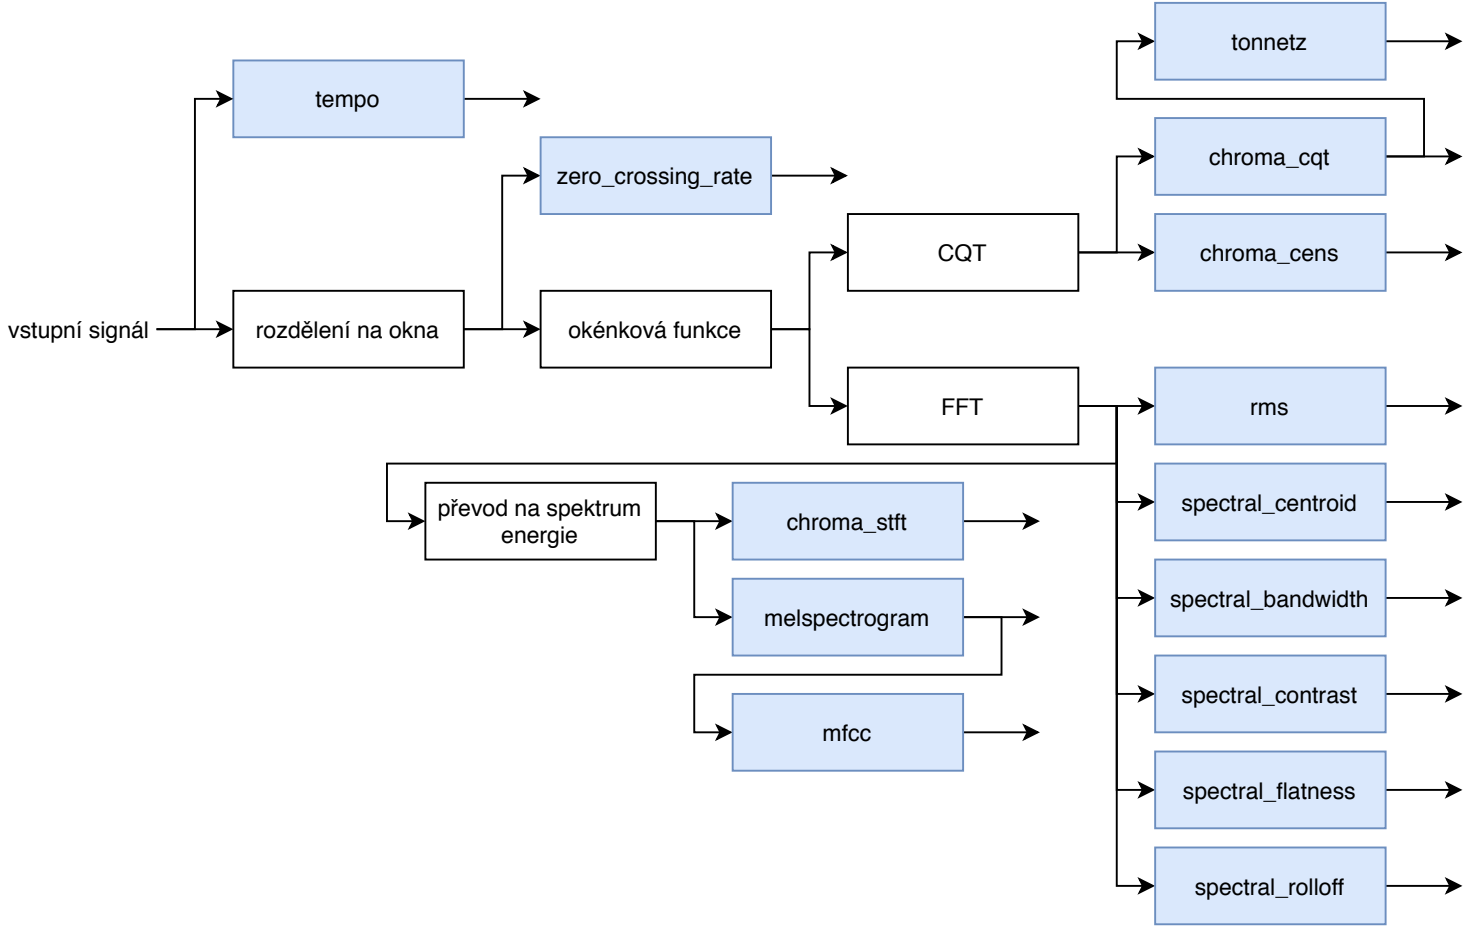 tonnetz
tempo
chroma_cqt
zero_crossing_rate
CQT
chroma_cens
vstupní signál
rozdělení na okna
okénková funkce
FFT
rms
převod na spektrum
energie
chroma_stft
spectral_centroid
melspectrogram
spectral_bandwidth
mfcc
spectral_contrast
spectral_flatness
spectral_rolloff